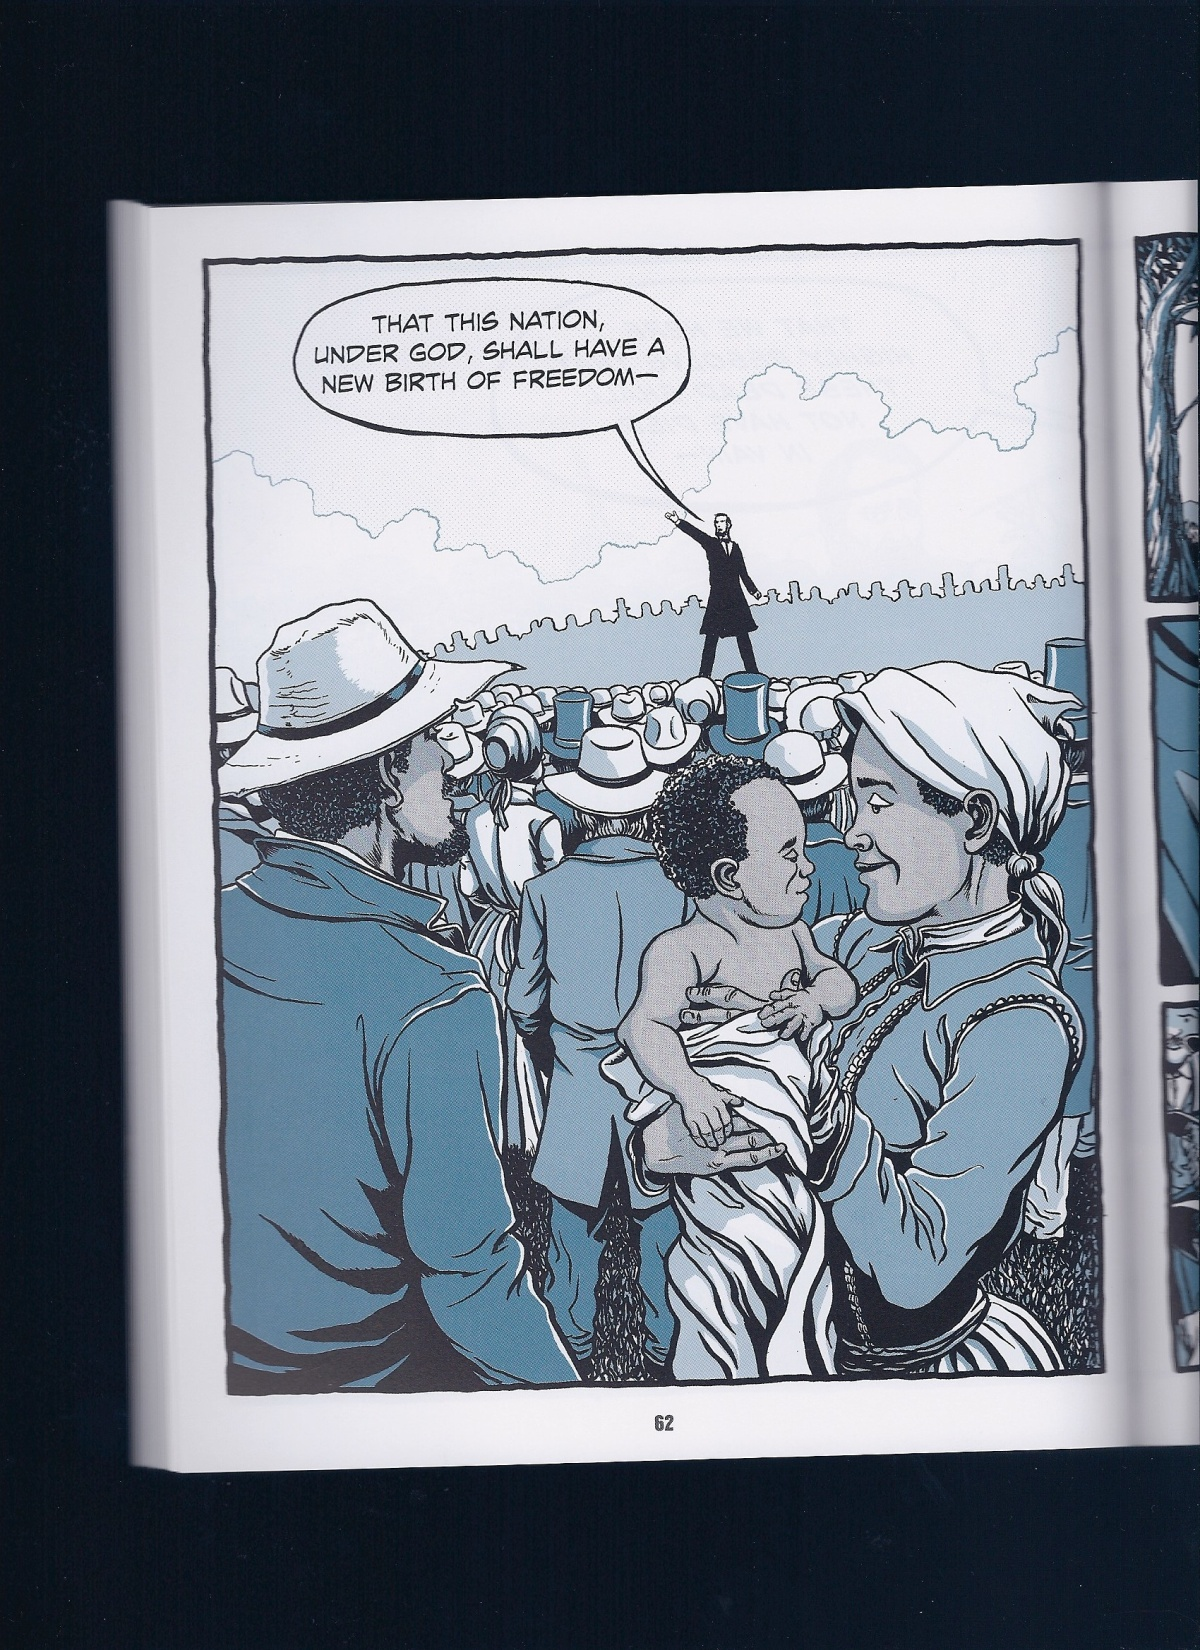 THAT THIS NATION,
UNDER GOD, SHALL HAVE A
NEW BIRTH OF FREEDOM—
62